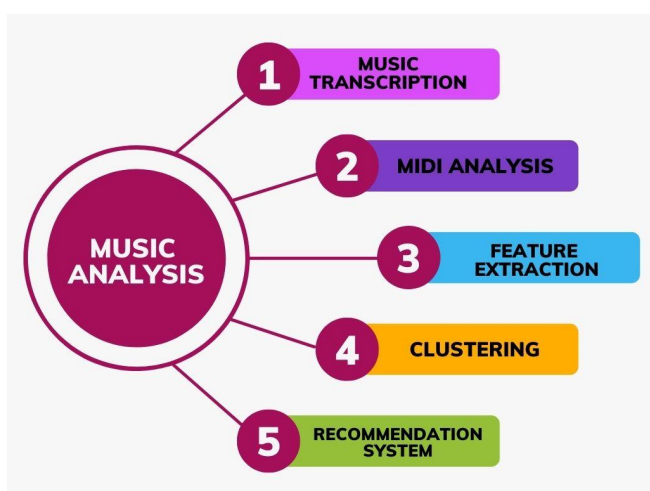 MUSIC
ANALYSIS
1
MUSIC
TRANSCRIPTION
2
MIDI ANALYSIS
3
FEATURE
EXTRACTION
4
CLUSTERING
5
RECOMMENDATION
SYSTEM